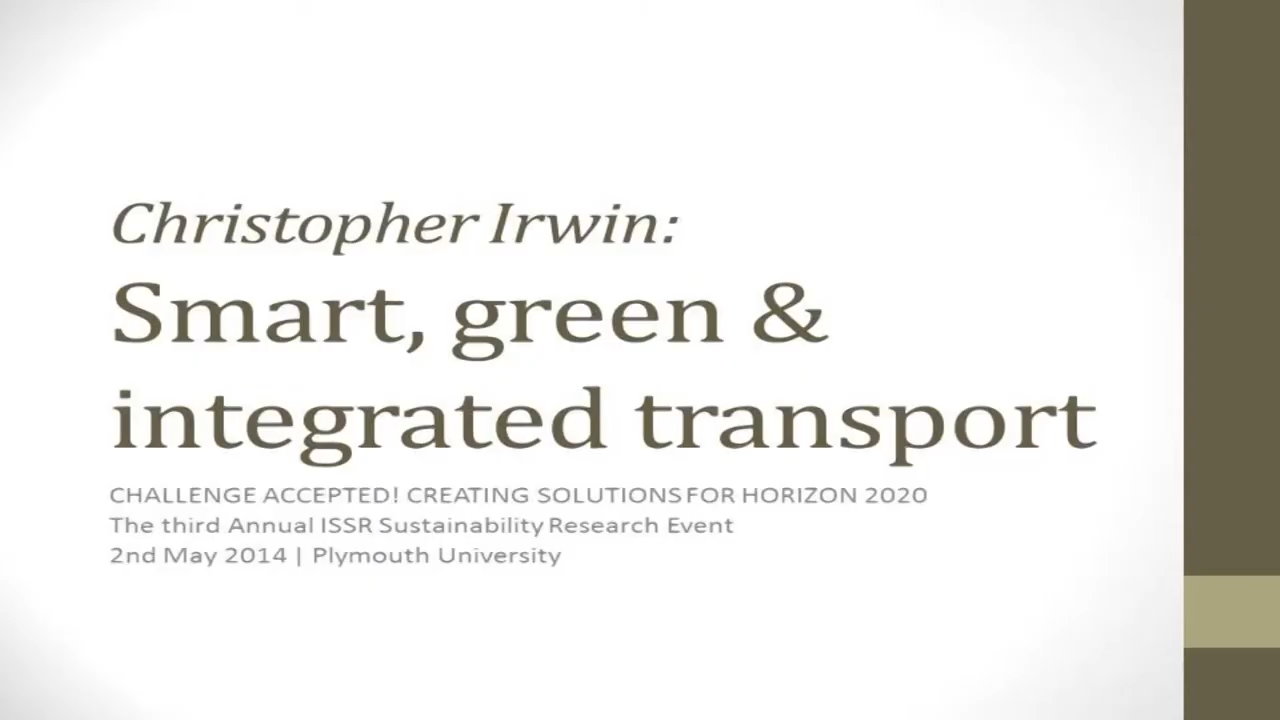 Christopher Irwin:
Smart, green &
integrated transport
CHALLENGE ACCEPTED! CREATING SOLUTIONS FOR HORIZON 2020
The third Annual ISSR Sustainability Research Event
2nd May 2014 | Plymouth University